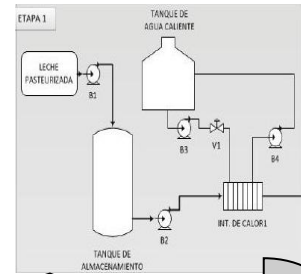 ETAPA 1
TANQUE DE
AGUA CALIENTE
LECHE
PASTEURIZADA
B1
B3
V1
B4
B2
INT. DE CALOR1
TANQUE DE
ALMACENAMIENTO